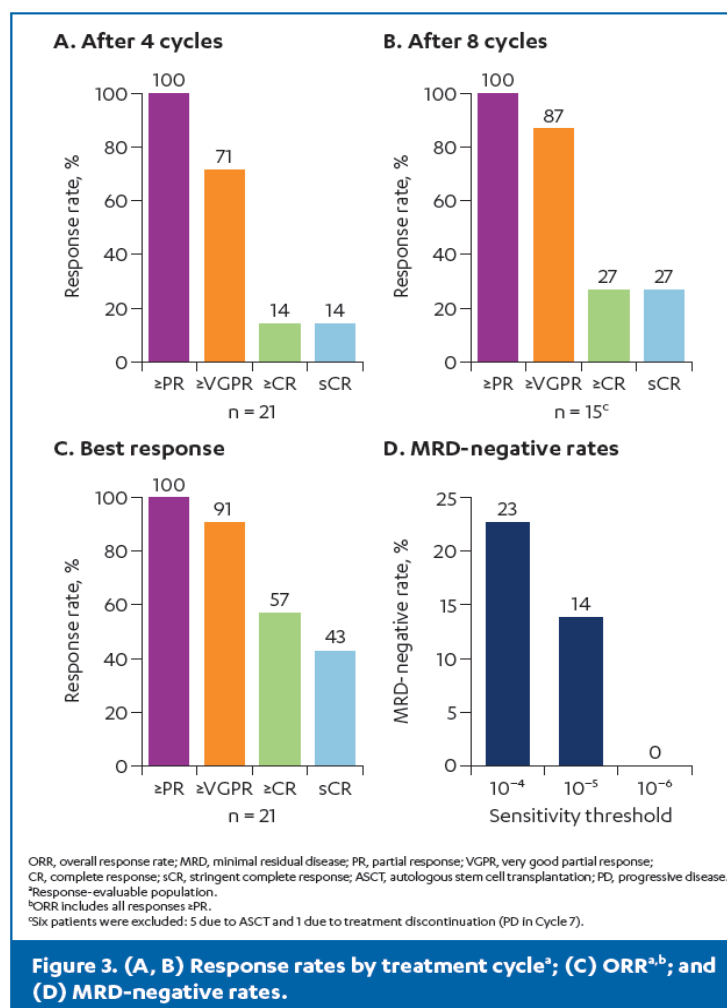 A. After 4 cycles
Response rate, %
100
80
60
40
20
0
100
71
14
14
≥PR ≥VGPR ≥CR sCR
n = 21
B. After 8 cycles
Response rate, %
100
80
60
40
20
0
100
87
27
27
≥PR ≥VGPR ≥CR sCR
n = 15ᶜ
C. Best response
Response rate, %
100
80
60
40
20
0
100
91
57
43
≥PR ≥VGPR ≥CR sCR
n = 21
D. MRD-negative rates
MRD-negative rate, %
25
20
15
10
5
0
23
14
0
10⁻⁴ 10⁻⁵ 10⁻⁶
Sensitivity threshold
ORR, overall response rate; MRD, minimal residual disease; PR, partial response; VGPR, very good partial response;
CR, complete response; sCR, stringent complete response; ASCT, autologous stem cell transplantation; PD, progressive disease.
ᵃResponse-evaluable population.
ᵇORR includes all responses ≥PR.
ᶜSix patients were excluded: 5 due to ASCT and 1 due to treatment discontinuation (PD in Cycle 7).
Figure 3. (A, B) Response rates by treatment cycleᵃ; (C) ORRᵃ,ᵇ; and
(D) MRD-negative rates.